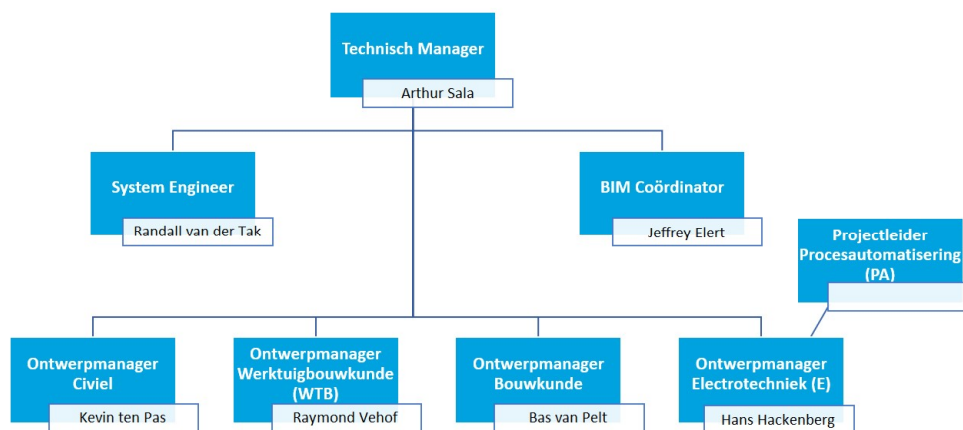 Technisch Manager
Arthur Sala
System Engineer
Randall van der Tak
BIM Coördinator
Jeffrey Elert
Projectleider
Procesautomatisering
(PA)
Ontwerpmanager
Civiel
Kevin ten Pas
Ontwerpmanager
Werktuigbouwkunde
(WTB)
Raymond Vehof
Ontwerpmanager
Bouwkunde
Bas van Pelt
Ontwerpmanager
Electrotechniek (E)
Hans Hackenberg